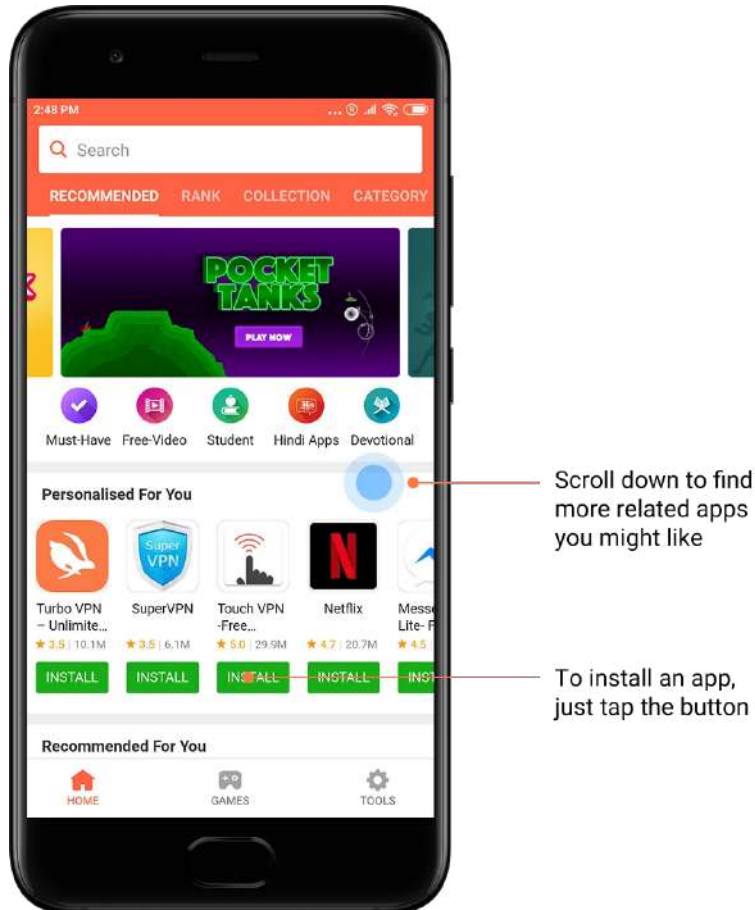 2:48 PM
... ®
Search
RECOMMENDED RANK COLLECTION CATEGORY
POCKET
TANKS
PLAY NOW
Must-Have Free-Video Student Hindi Apps Devotional
Personalised For You
Scroll down to find
more related apps
you might like
Super
VPN
N
Turbo VPN SuperVPN Touch VPN Netflix Messe
– Unlimite... -Free... Lite- F
★ 3.5 | 10.1M ★ 3.5 | 6.1M ★ 5.0 | 29.9M ★ 4.7 | 20.7M ★ 4.5
INSTALL INSTALL INSTALL INSTALL INST
To install an app,
just tap the button
Recommended For You
HOME GAMES TOOLS